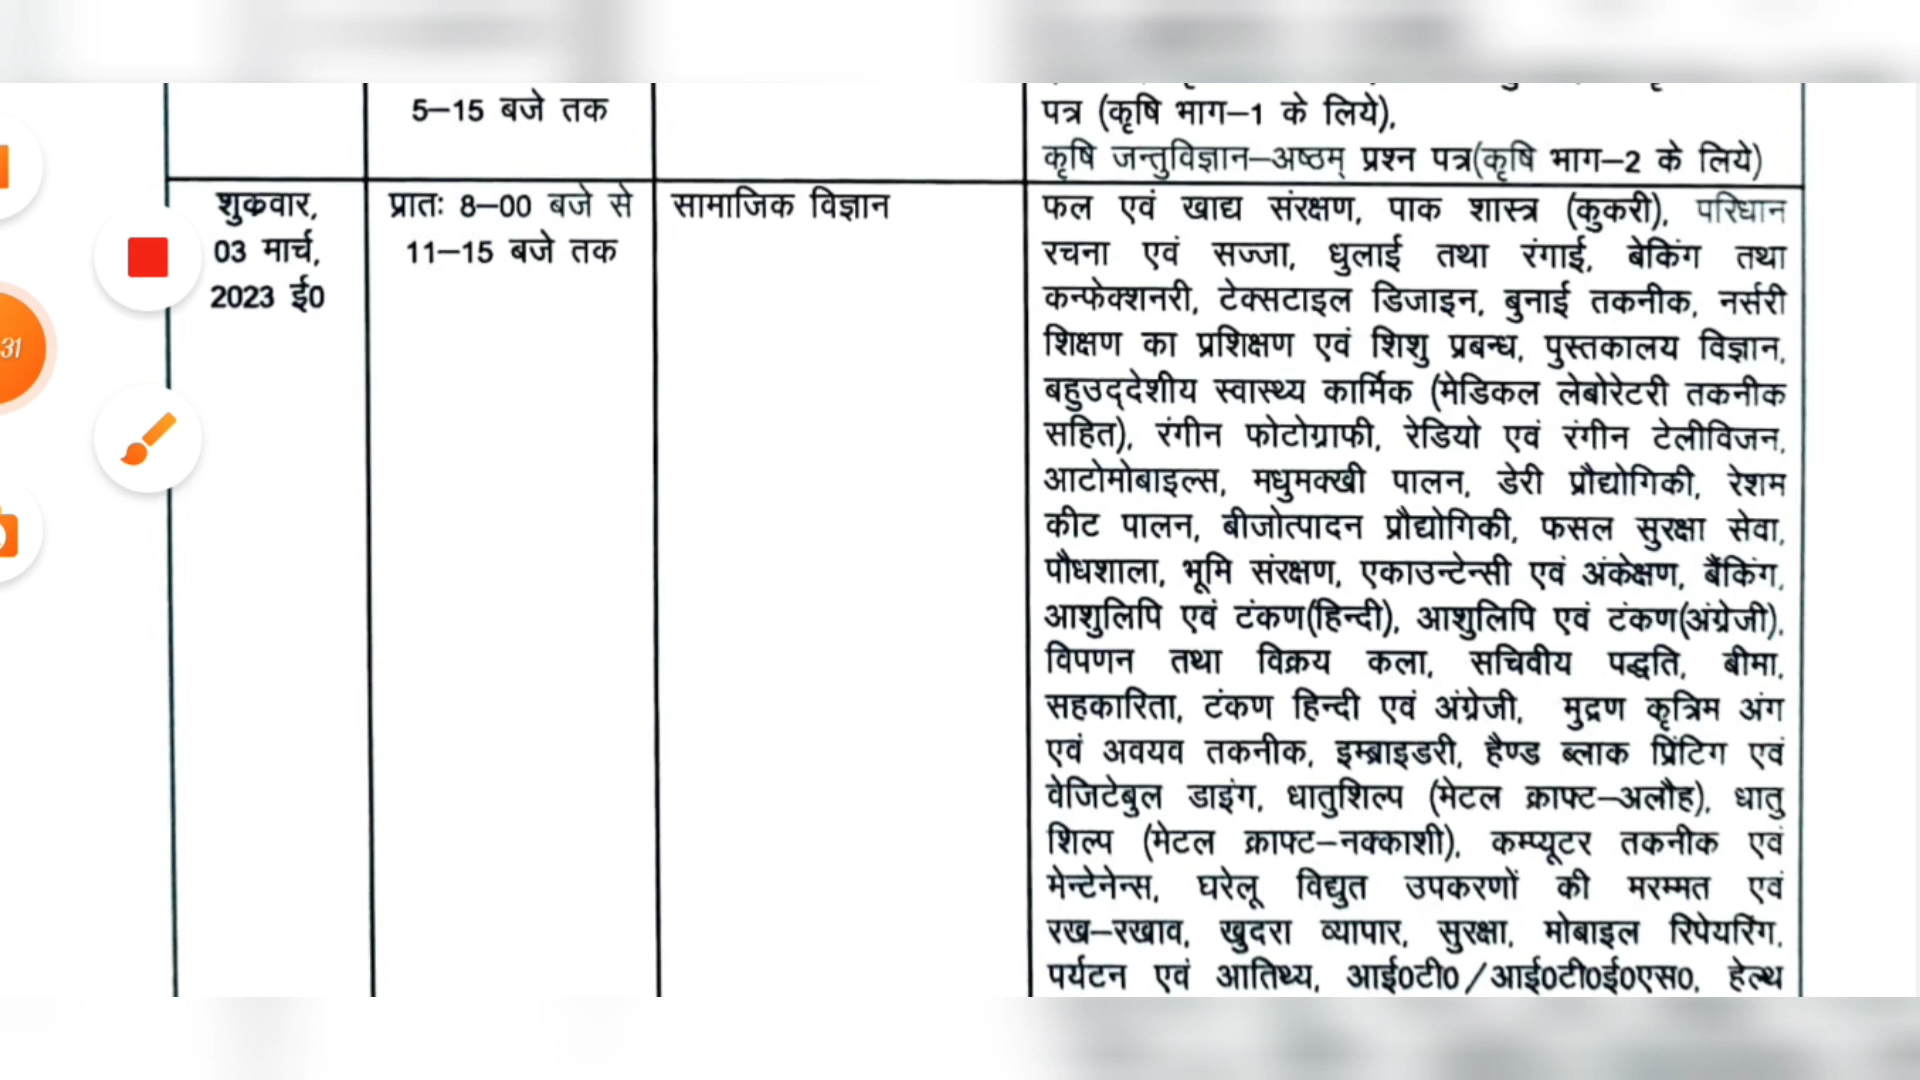 5–15 बजे तक
पत्र (कृषि भाग–1 के लिये),
कृषि जन्तुविज्ञान–अष्ठम् प्रश्न पत्र(कृषि भाग–2 के लिये)
शुक्रवार,
03 मार्च,
2023 ई0
प्रातः 8–00 बजे से
11–15 बजे तक
सामाजिक विज्ञान
फल एवं खाद्य संरक्षण, पाक शास्त्र (कुकरी), परिधान
रचना एवं सज्जा, धुलाई तथा रंगाई, बेकिंग तथा
कन्फेक्शनरी, टेक्सटाइल डिजाइन, बुनाई तकनीक, नर्सरी
शिक्षण का प्रशिक्षण एवं शिशु प्रबन्ध, पुस्तकालय विज्ञान,
बहुउद्देशीय स्वास्थ्य कार्मिक (मेडिकल लेबोरेटरी तकनीक
सहित), रंगीन फोटोग्राफी, रेडियो एवं रंगीन टेलीविजन,
आटोमोबाइल्स, मधुमक्खी पालन, डेरी प्रौद्योगिकी, रेशम
कीट पालन, बीजोत्पादन प्रौद्योगिकी, फसल सुरक्षा सेवा,
पौधशाला, भूमि संरक्षण, एकाउन्टेन्सी एवं अंकेक्षण, बैंकिंग,
आशुलिपि एवं टंकण(हिन्दी), आशुलिपि एवं टंकण(अंग्रेजी),
विपणन तथा विक्रय कला, सचिवीय पद्धति, बीमा,
सहकारिता, टंकण हिन्दी एवं अंग्रेजी, मुद्रण कृत्रिम अंग
एवं अवयव तकनीक, इम्ब्राइडरी, हैण्ड ब्लाक प्रिंटिग एवं
वेजिटेबुल डाइंग, धातुशिल्प (मेटल क्राफ्ट–अलौह), धातु
शिल्प (मेटल क्राफ्ट–नक्काशी), कम्प्यूटर तकनीक एवं
मेन्टेनेन्स, घरेलू विद्युत उपकरणों की मरम्मत एवं
रख–रखाव, खुदरा व्यापार, सुरक्षा, मोबाइल रिपेयरिंग,
पर्यटन एवं आतिथ्य, आई0टी0/आई0टी0ई0एस0, हेल्थ
31